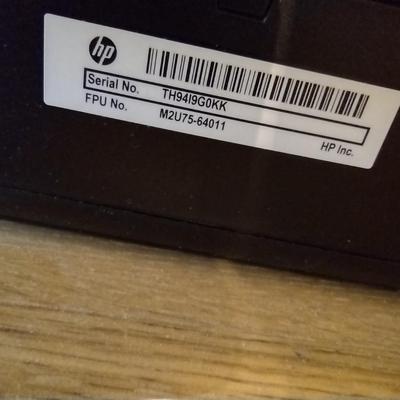 hp
Serial No. TH94I9G0KK
FPU No. M2U75-64011
HP Inc.